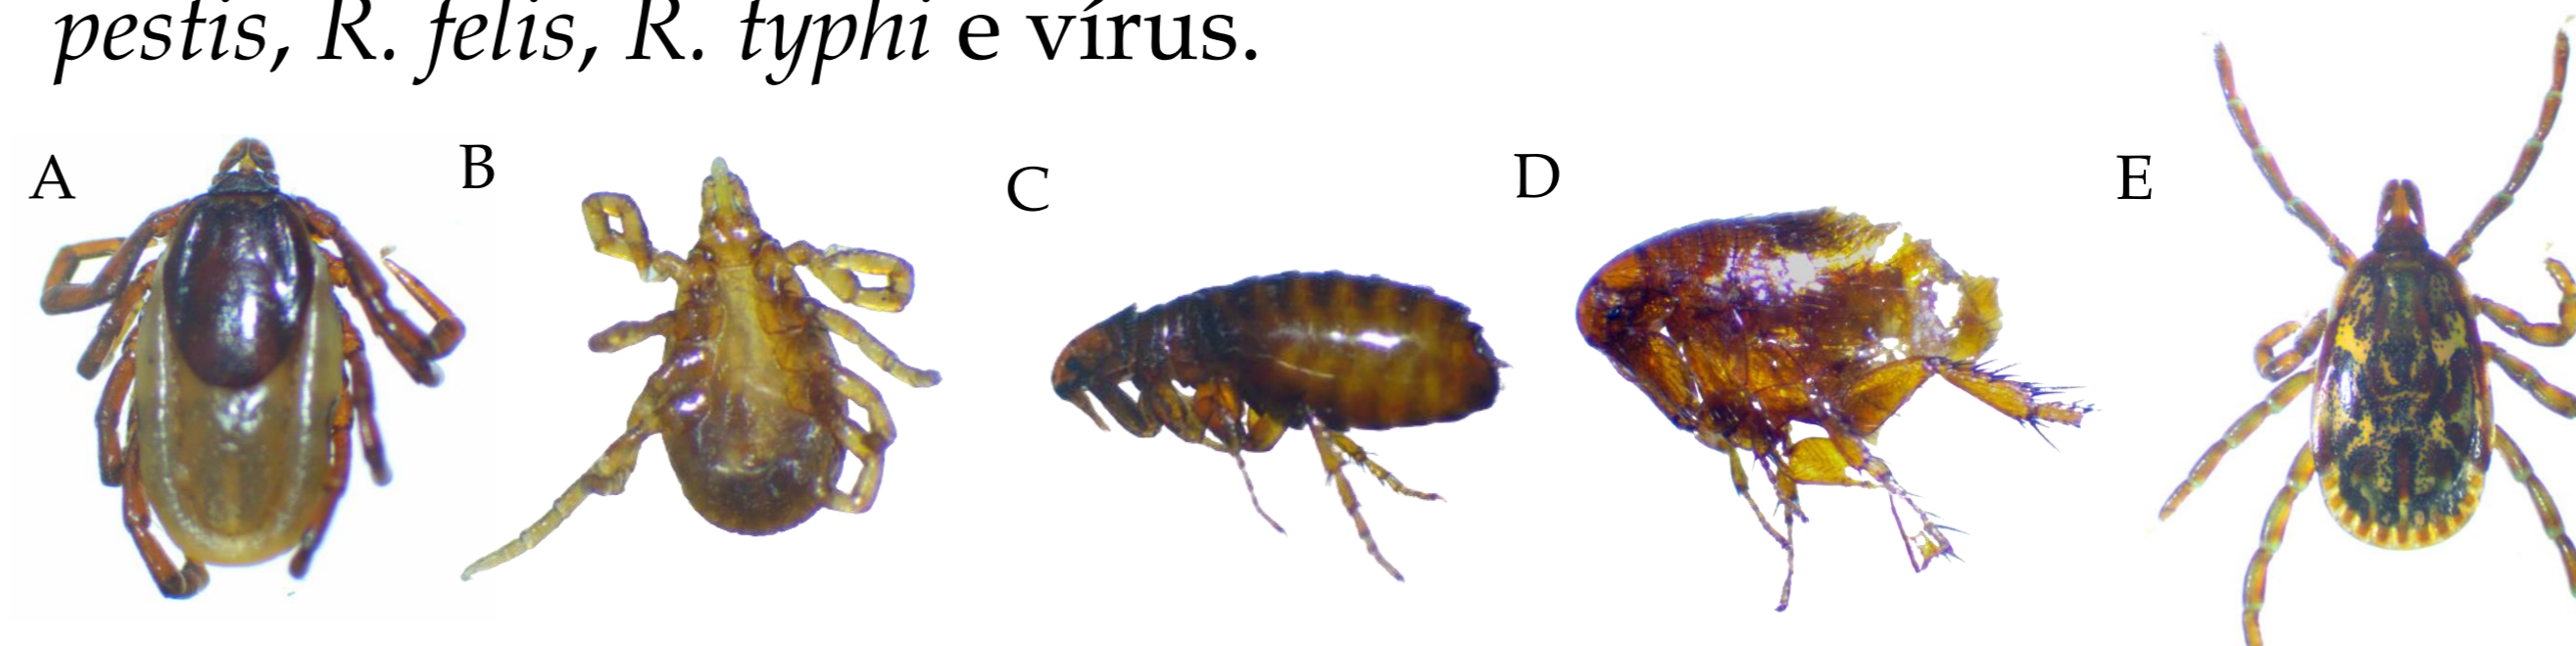 pestis, R. felis, R. typhi e vírus.
A B C D E